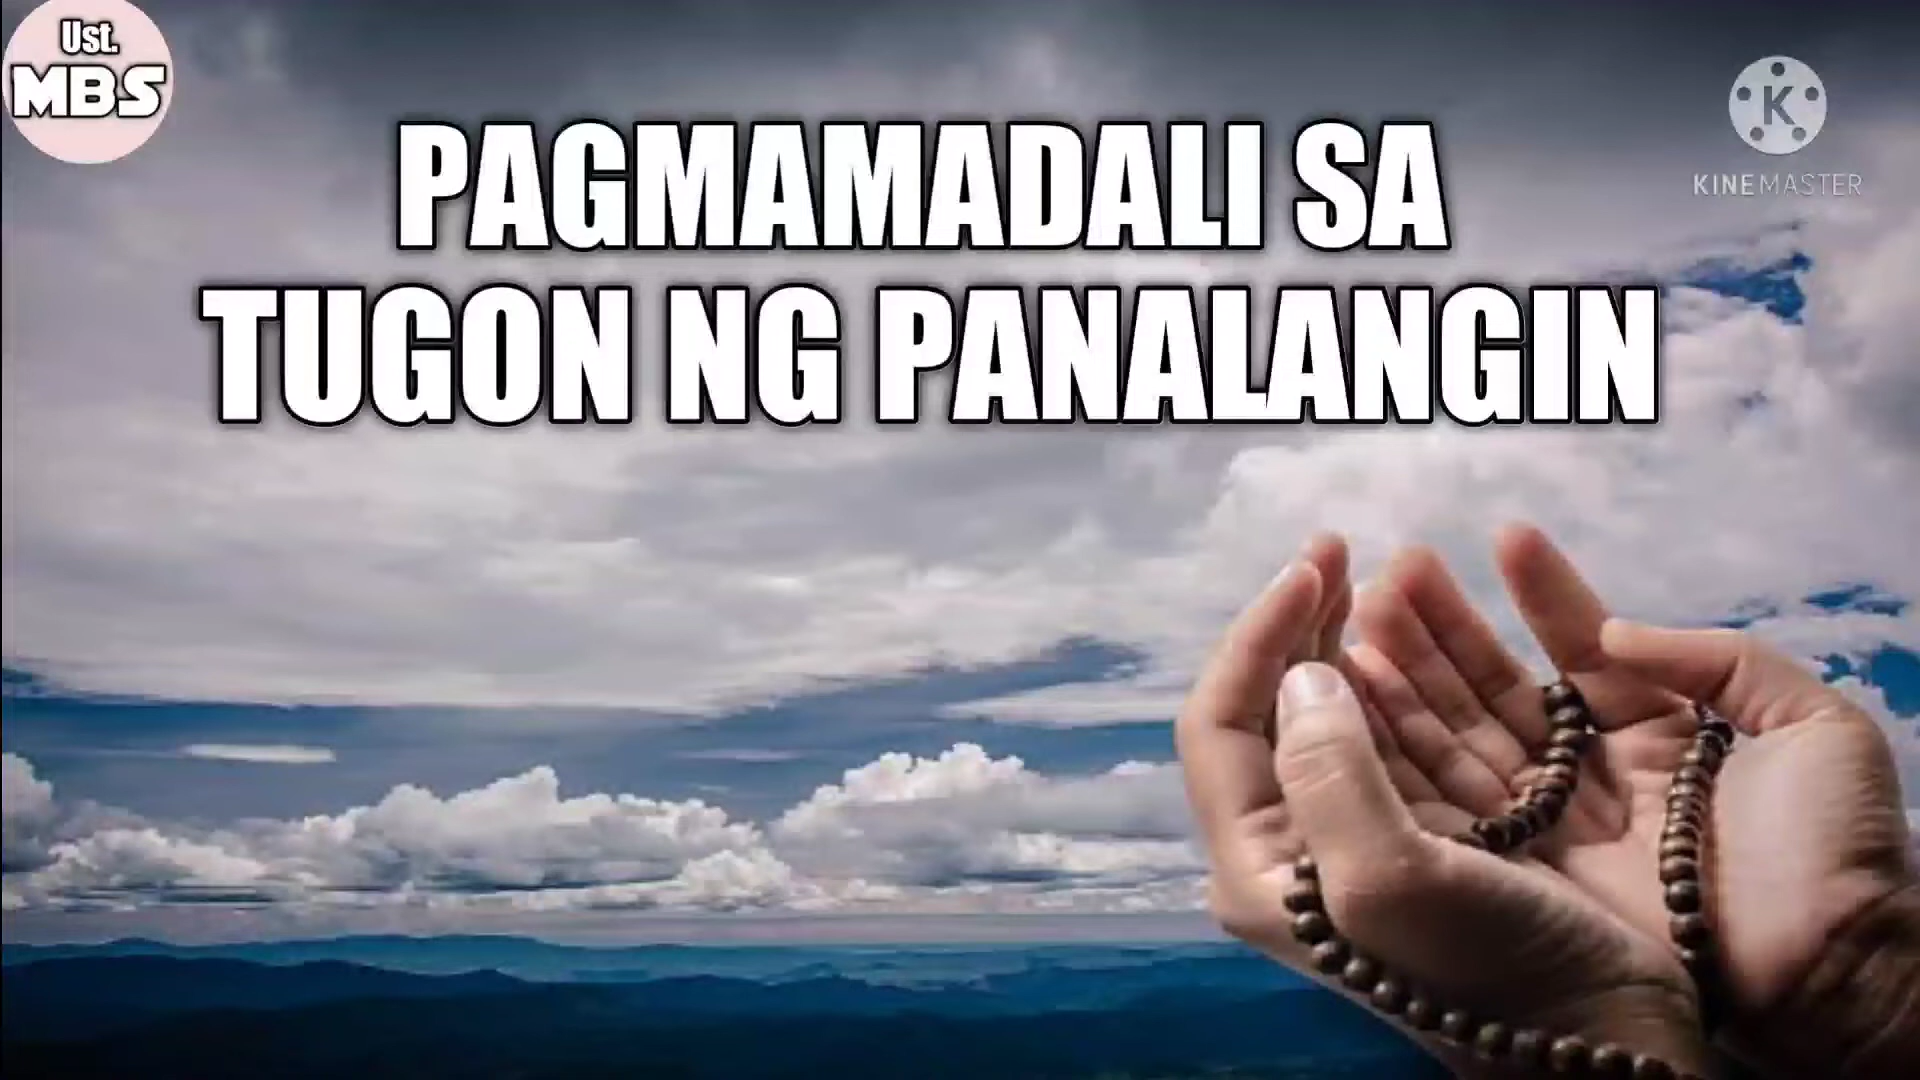 Ust.
MBS
PAGMAMADALI SA
TUGON NG PANALANGIN
K
KINEMASTER